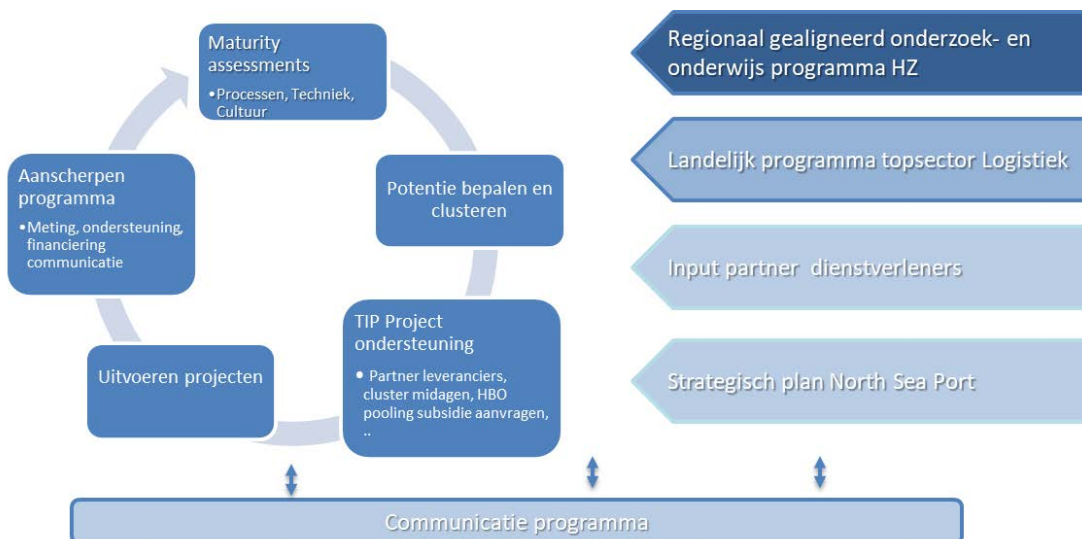 Maturity
assessments
•Processen, Techniek,
Cultuur
Potentie bepalen en
clusteren
TIP Project
ondersteuning
• Partner leveranciers,
cluster midagen, HBO
pooling subsidie aanvragen,
..
Uitvoeren projecten
Aanscherpen
programma
•Meting, ondersteuning,
financiering
communicatie
Regionaal gealigneerd onderzoek- en
onderwijs programma HZ
Landelijk programma topsector Logistiek
Input partner dienstverleners
Strategisch plan North Sea Port
Communicatie programma